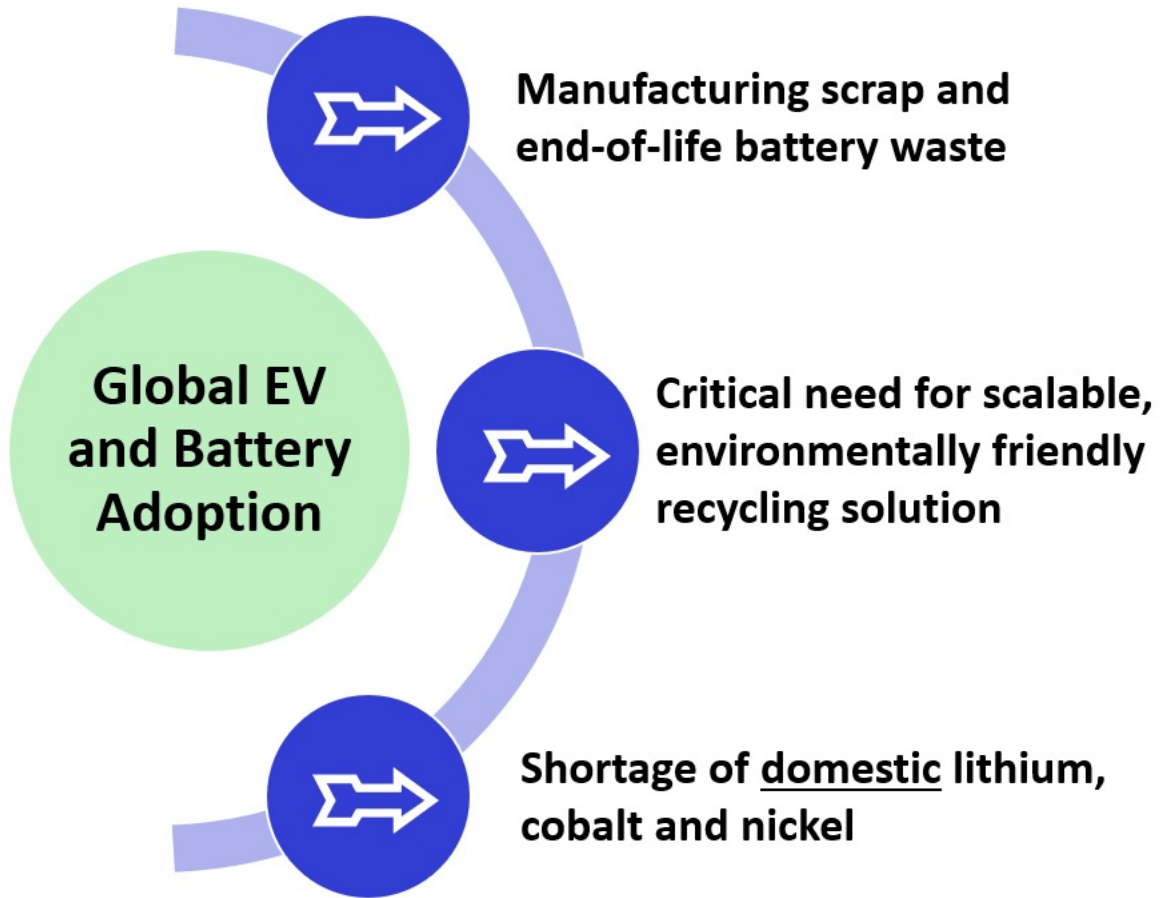 Manufacturing scrap and
end-of-life battery waste
Global EV
and Battery
Adoption
Critical need for scalable,
environmentally friendly
recycling solution
Shortage of domestic lithium,
cobalt and nickel